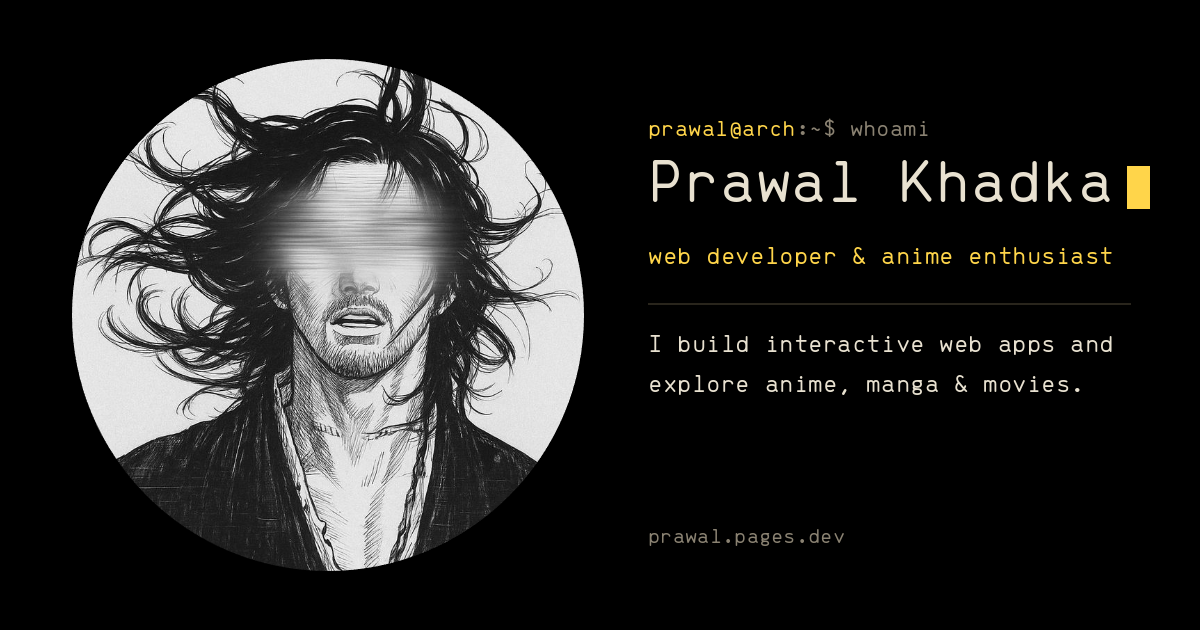 prawal@arch:~$ whoami
Prawal Khadka
web developer & anime enthusiast
I build interactive web apps and
explore anime, manga & movies.
prawal.pages.dev